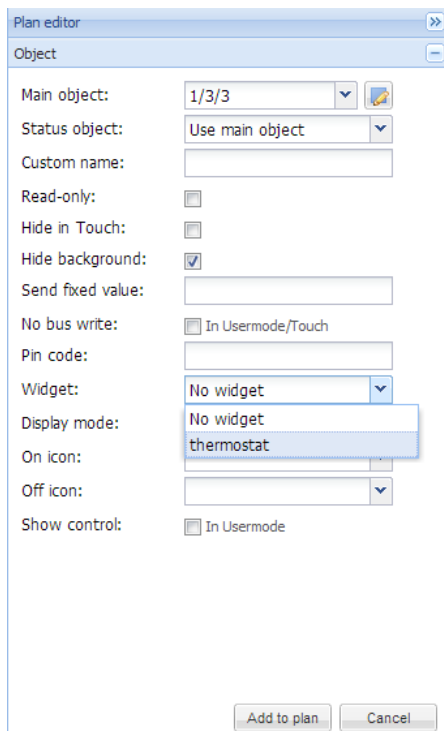 Plan editor
Object
Main object: 1/3/3
Status object: Use main object
Custom name:
Read-only:
Hide in Touch:
Hide background:
Send fixed value:
No bus write: In Usermode/Touch
Pin code:
Widget: No widget
Display mode: No widget
thermostat
On icon:
Off icon:
Show control: In Usermode
Add to plan Cancel